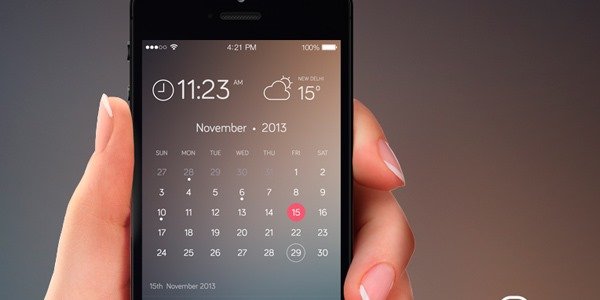 4:21 PM 100%
11:23 AM NEW DELHI 15°
November • 2013
SUN MON TUE WED THU FRI SAT
27 28 29 30 31 1 2
3 4 5 6 7 8 9
10 11 12 13 14 15 16
17 18 19 20 21 22 23
24 25 26 27 28 29 30
15th November 2013